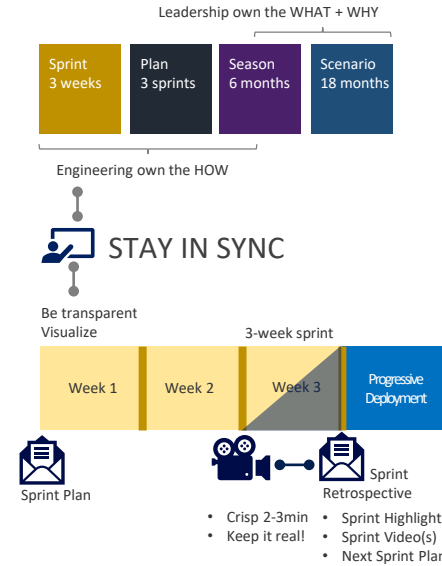 Leadership own the WHAT + WHY
Sprint
3 weeks
Plan
3 sprints
Season
6 months
Scenario
18 months
Engineering own the HOW
STAY IN SYNC
Be transparent
Visualize
3-week sprint
Week 1
Week 2
Week 3
Progressive
Deployment
Sprint Plan
Sprint
Retrospective
• Crisp 2-3min
• Keep it real!
• Sprint Highlight
• Sprint Video(s)
• Next Sprint Plan